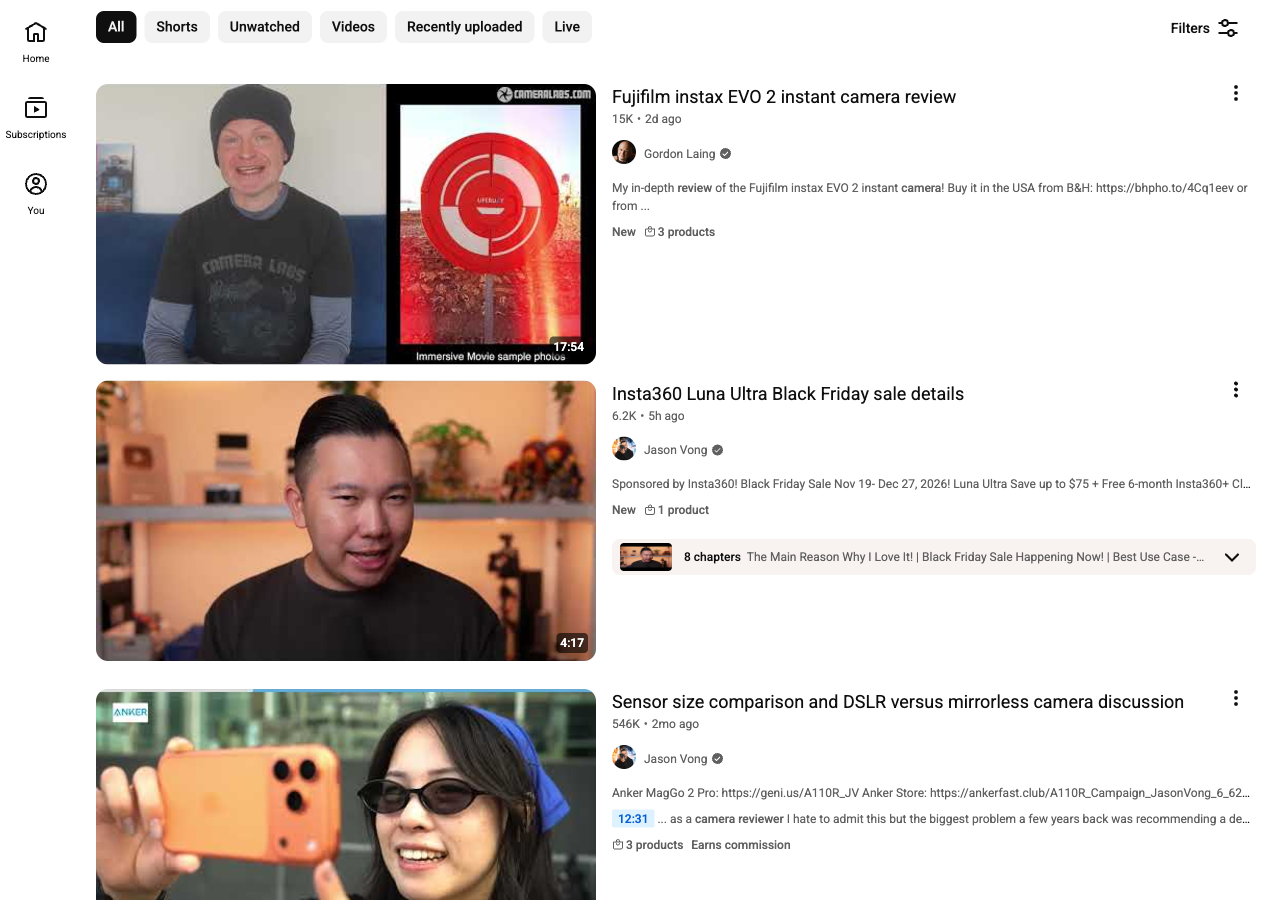 All
Shorts
Unwatched
Videos
Recently uploaded
Live
Filters
Home
Subscriptions
You
CAMERALABS.COM
CAMERA LABS
LIFEBUOY
Immersive Movie sample photos
17:54
Fujifilm instax EVO 2 instant camera review
15K • 2d ago
Gordon Laing
My in-depth review of the Fujifilm instax EVO 2 instant camera! Buy it in the USA from B&H: https://bhpho.to/4Cq1eev or
from ...
New 3 products
4:17
Insta360 Luna Ultra Black Friday sale details
6.2K • 5h ago
Jason Vong
Sponsored by Insta360! Black Friday Sale Nov 19- Dec 27, 2026! Luna Ultra Save up to $75 + Free 6-month Insta360+ Cl...
New 1 product
8 chapters The Main Reason Why I Love It! | Black Friday Sale Happening Now! | Best Use Case -...
ANKER
Sensor size comparison and DSLR versus mirrorless camera discussion
546K • 2mo ago
Jason Vong
Anker MagGo 2 Pro: https://geni.us/A110R_JV Anker Store: https://ankerfast.club/A110R_Campaign_JasonVong_6_62...
12:31 ... as a camera reviewer I hate to admit this but the biggest problem a few years back was recommending a de...
3 products Earns commission